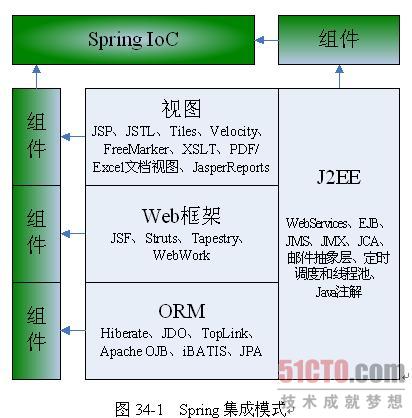 Spring IoC
组件
组件
视图
JSP、JSTL、Tiles、Velocity、
FreeMarker、XSLT、PDF/
Excel文档视图、JasperReports
J2EE
WebServices、EJB、
JMS、JMX、JCA、
邮件抽象层、定时
调度和线程池、
Java注解
组件
Web框架
JSF、Struts、Tapestry、
WebWork
组件
ORM
Hiberate、JDO、TopLink、
Apache OJB、iBATIS、JPA
51CTO.com
技术成就梦想
图 34-1 Spring 集成模式